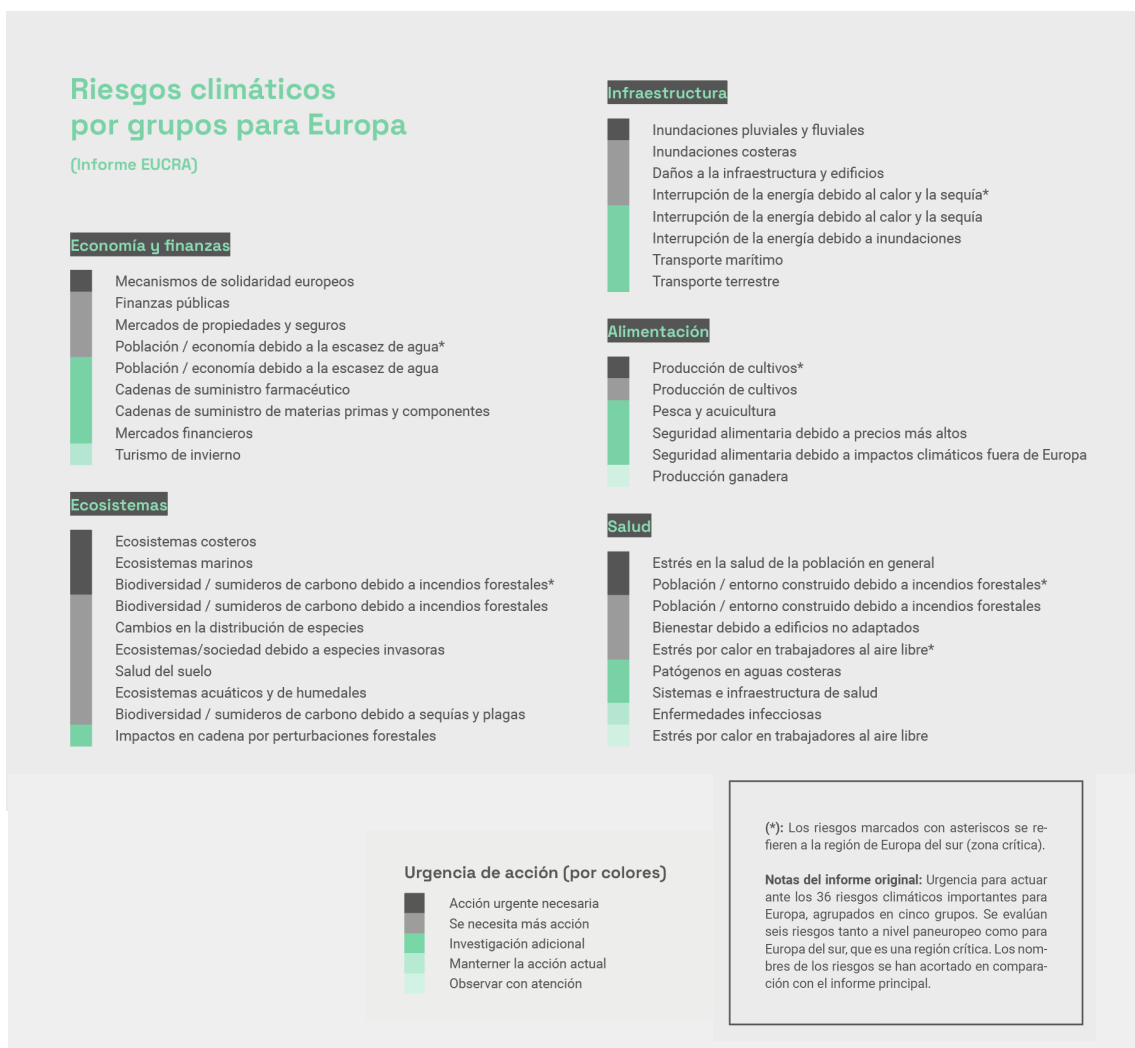 Riesgos climáticos
por grupos para Europa
(Informe EUCRA)
Economía y finanzas
Mecanismos de solidaridad europeos
Finanzas públicas
Mercados de propiedades y seguros
Población / economía debido a la escasez de agua*
Población / economía debido a la escasez de agua
Cadenas de suministro farmacéutico
Cadenas de suministro de materias primas y componentes
Mercados financieros
Turismo de invierno
Ecosistemas
Ecosistemas costeros
Ecosistemas marinos
Biodiversidad / sumideros de carbono debido a incendios forestales*
Biodiversidad / sumideros de carbono debido a incendios forestales
Cambios en la distribución de especies
Ecosistemas/sociedad debido a especies invasoras
Salud del suelo
Ecosistemas acuáticos y de humedales
Biodiversidad / sumideros de carbono debido a sequías y plagas
Impactos en cadena por perturbaciones forestales
Infraestructura
Inundaciones pluviales y fluviales
Inundaciones costeras
Daños a la infraestructura y edificios
Interrupción de la energía debido al calor y la sequía*
Interrupción de la energía debido al calor y la sequía
Interrupción de la energía debido a inundaciones
Transporte marítimo
Transporte terrestre
Alimentación
Producción de cultivos*
Producción de cultivos
Pesca y acuicultura
Seguridad alimentaria debido a precios más altos
Seguridad alimentaria debido a impactos climáticos fuera de Europa
Producción ganadera
Salud
Estrés en la salud de la población en general
Población / entorno construido debido a incendios forestales*
Población / entorno construido debido a incendios forestales
Bienestar debido a edificios no adaptados
Estrés por calor en trabajadores al aire libre*
Patógenos en aguas costeras
Sistemas e infraestructura de salud
Enfermedades infecciosas
Estrés por calor en trabajadores al aire libre
Urgencia de acción (por colores)
Acción urgente necesaria
Se necesita más acción
Investigación adicional
Manterner la acción actual
Observar con atención
(*): Los riesgos marcados con asteriscos se re-
fieren a la región de Europa del sur (zona crítica).
Notas del informe original: Urgencia para actuar
ante los 36 riesgos climáticos importantes para
Europa, agrupados en cinco grupos. Se evalúan
seis riesgos tanto a nivel paneuropeo como para
Europa del sur, que es una región crítica. Los nom-
bres de los riesgos se han acortado en compara-
ción con el informe principal.